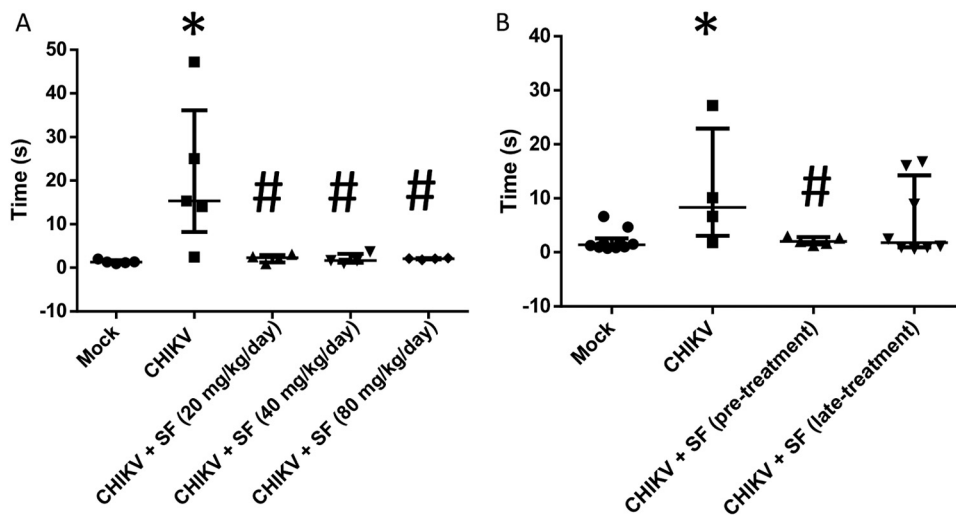 A
Time (s)
50
40
30
20
10
0
-10
*
#
#
#
Mock
CHIKV
CHIKV + SF (20 mg/kg/day)
CHIKV + SF (40 mg/kg/day)
CHIKV + SF (80 mg/kg/day)
B
Time (s)
40
30
20
10
0
-10
*
#
Mock
CHIKV
CHIKV + SF (pre-treatment)
CHIKV + SF (late-treatment)